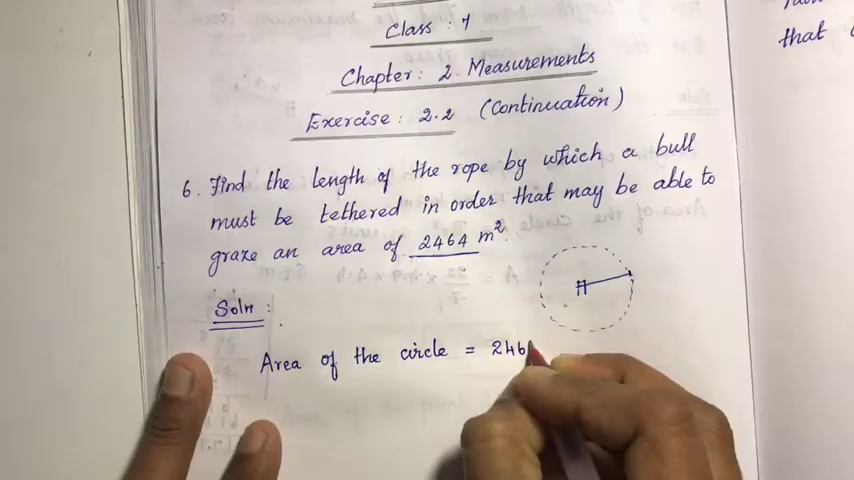 Class : 7
Chapter : 2. Measurements
Exercise : 2.2 (Continuation)
6. Find the length of the rope by which a bull
must be tethered in order that may be able to
graze an area of 2464 m².
Soln :
Area of the circle = 246
that